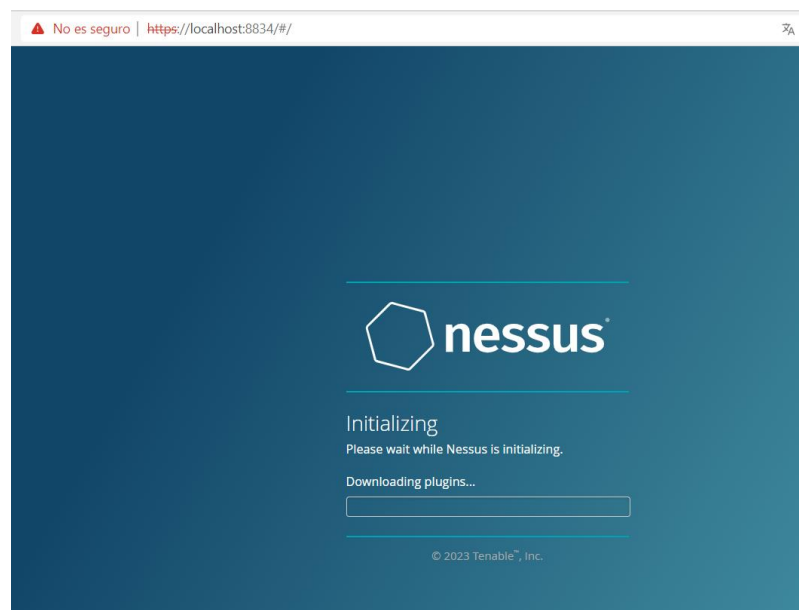 No es seguro | https://localhost:8834/#/
nessus®
Initializing
Please wait while Nessus is initializing.
Downloading plugins...
© 2023 Tenable™, Inc.